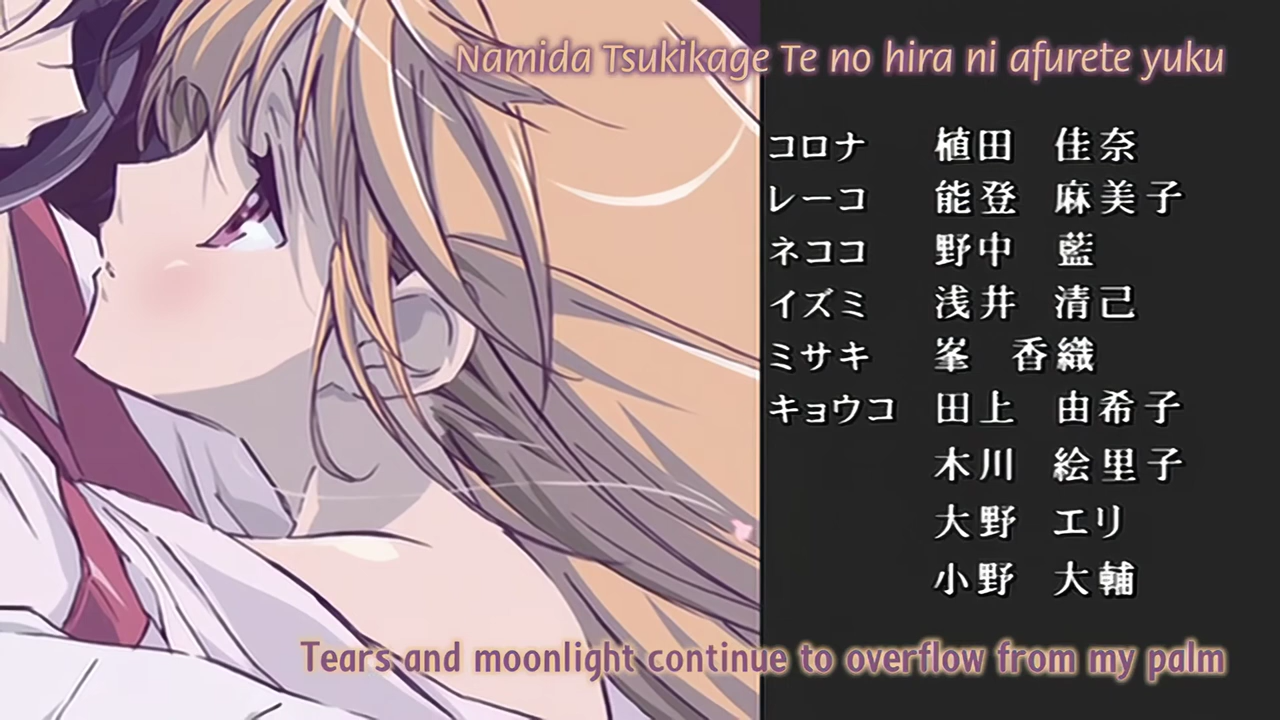 Namida Tsukikage Te no hira ni afurete yuku
コロナ 植田 佳奈
レーコ 能登 麻美子
ネココ 野中 藍
イズミ 浅井 清己
ミサキ 峯 香織
キョウコ 田上 由希子
木川 絵里子
大野 エリ
小野 大輔
Tears and moonlight continue to overflow from my palm